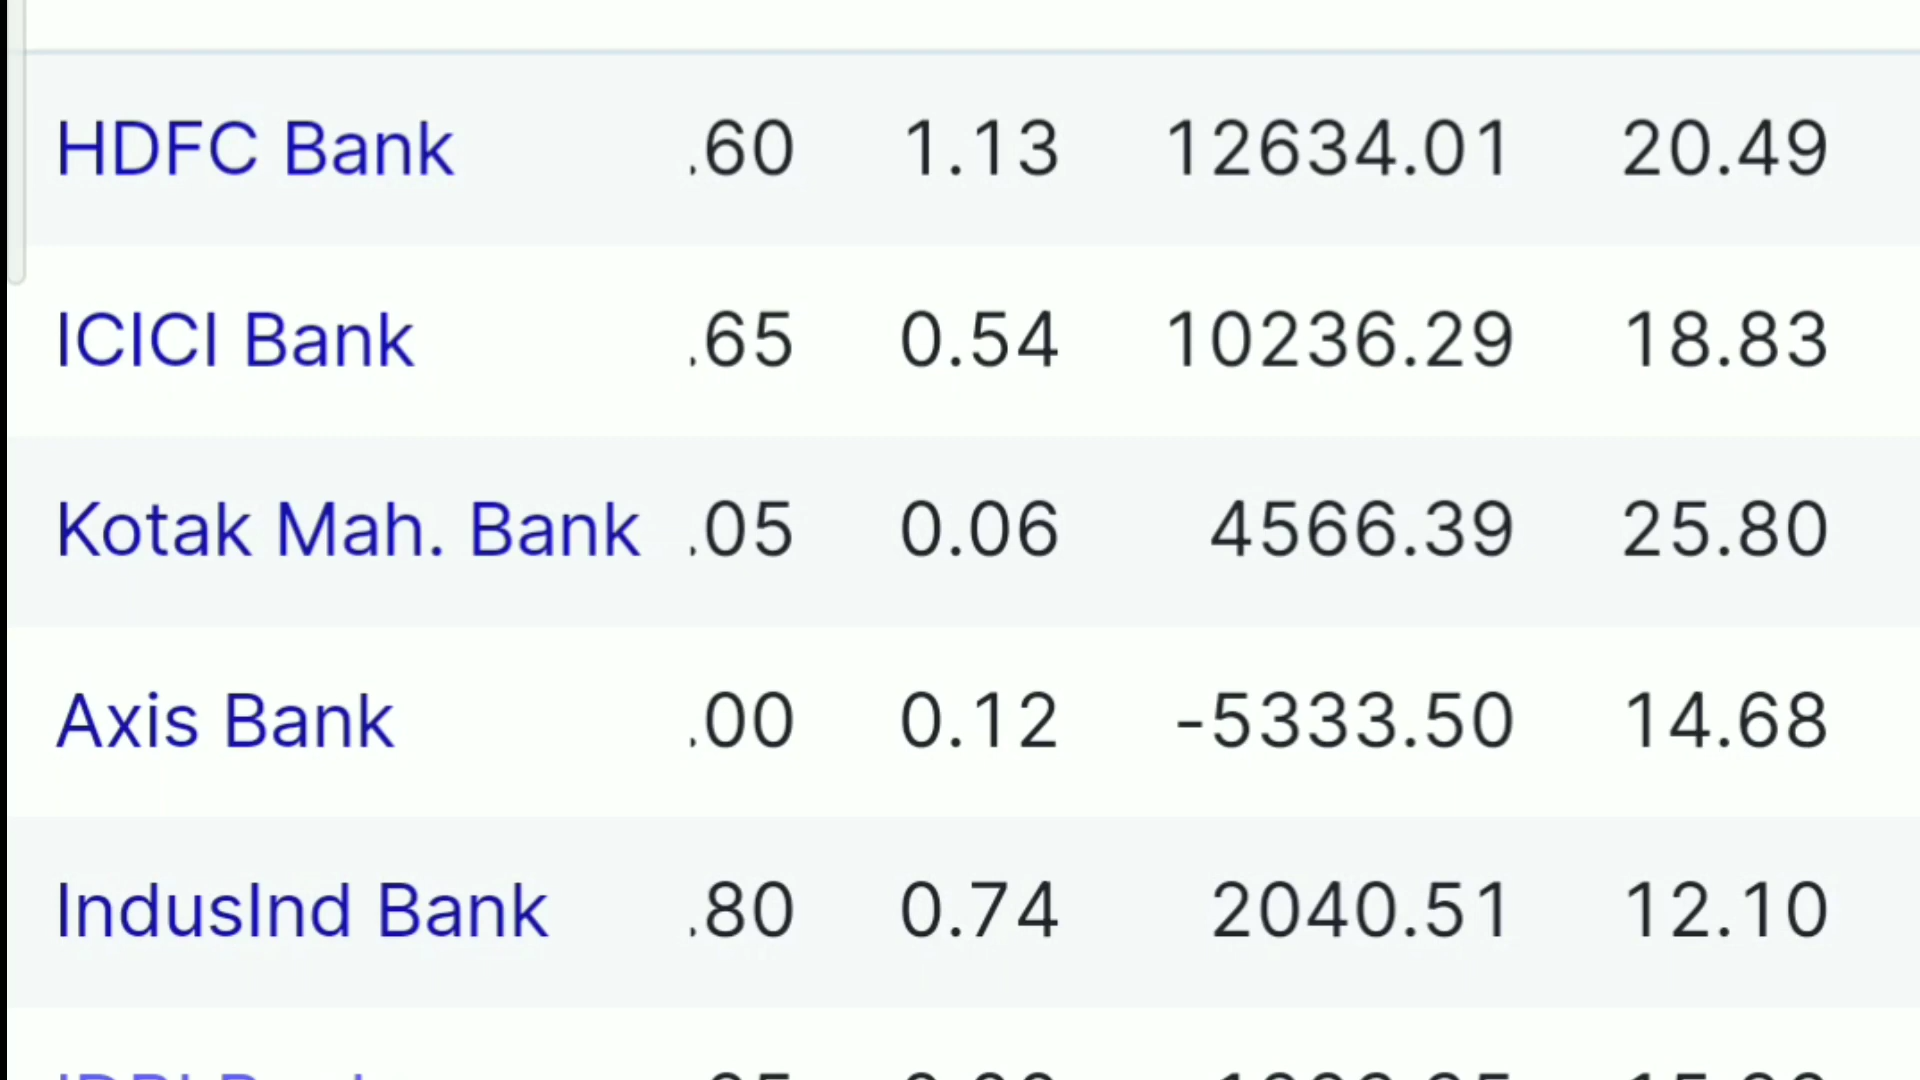 HDFC Bank .60 1.13 12634.01 20.49
ICICI Bank .65 0.54 10236.29 18.83
Kotak Mah. Bank .05 0.06 4566.39 25.80
Axis Bank .00 0.12 -5333.50 14.68
IndusInd Bank .80 0.74 2040.51 12.10